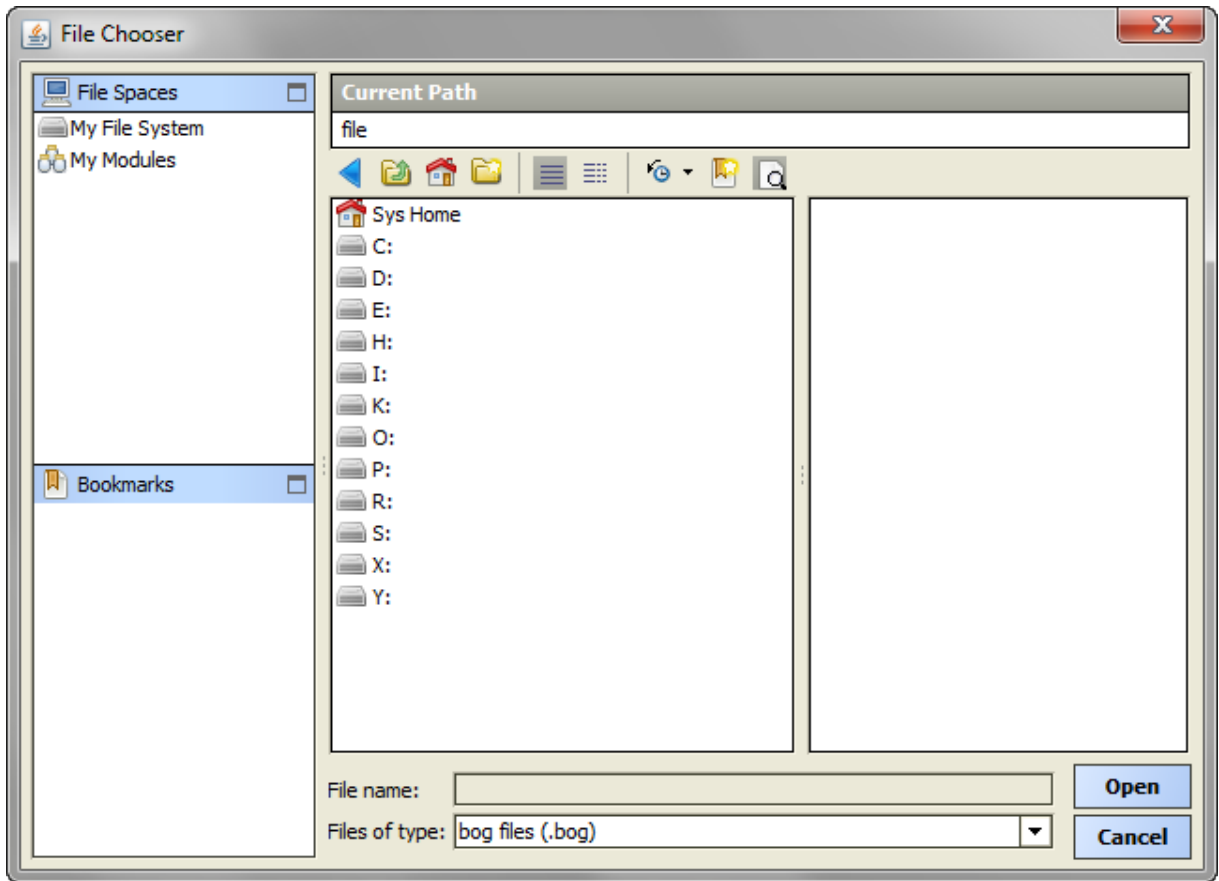 File Chooser
File Spaces
My File System
My Modules
Bookmarks
Current Path
file
Sys Home
C:
D:
E:
H:
I:
K:
O:
P:
R:
S:
X:
Y:
File name:
Open
Files of type: bog files (.bog)
Cancel